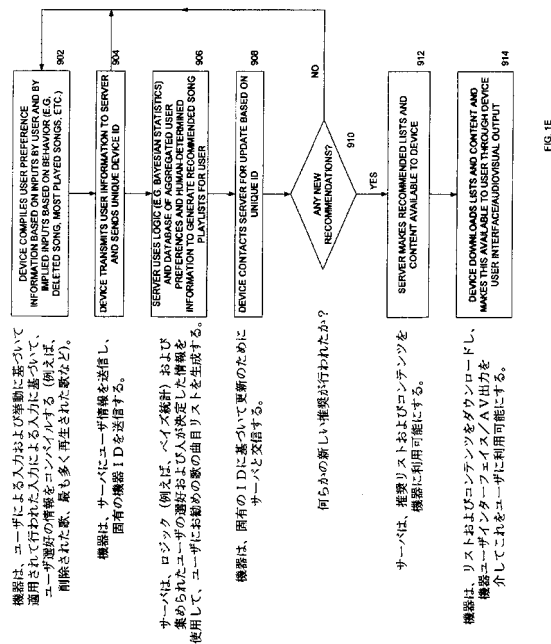 DEVICE COMPILES USER PREFERENCE
INFORMATION BASED ON INPUTS BY USER AND BY
IMPLIED INPUTS BASED ON BEHAVIOR (E.G.
DELETED SONG, MOST PLAYED SONGS, ETC.)
902
DEVICE TRANSMITS USER INFORMATION TO SERVER
AND SENDS UNIQUE DEVICE ID
904
SERVER USES LOGIC (E.G. BAYESIAN STATISTICS)
AND DATABASE OF AGGREGATED USER
PREFERENCES AND HUMAN-DETERMINED
INFORMATION TO GENERATE RECOMMENDED SONG
PLAYLISTS FOR USER
906
DEVICE CONTACTS SERVER FOR UPDATE BASED ON
UNIQUE ID
908
ANY NEW
RECOMMENDATIONS?
910
NO
YES
SERVER MAKES RECOMMENDED LISTS AND
CONTENT AVAILABLE TO DEVICE
912
DEVICE DOWNLOADS LISTS AND CONTENT AND
MAKES THIS AVAILABLE TO USER THROUGH DEVICE
USER INTERFACE/AUDIOVISUAL OUTPUT
914
FIG. 1E
機器は、ユーザによる入力および挙動に基づいて
適用されて行われた入力による入力に基づいて、
ユーザ選好の情報をコンパイルする（例えば、
削除された歌、最も多く再生された歌など）。
機器は、サーバにユーザ情報を送信し、
固有の機器ＩＤを送信する。
サーバは、ロジック（例えば、ベイズ統計）および
集められたユーザの選好および人が決定した情報を
使用して、ユーザにお勧めの歌の曲目リストを生成する。
機器は、固有のＩＤに基づいて更新のために
サーバと交信する。
何らかの新しい推奨が行われたか？
サーバは、推奨リストおよびコンテンツを
機器に利用可能にする。
機器は、リストおよびコンテンツをダウンロードし、
機器ユーザインターフェイス／ＡＶ出力を
介してこれをユーザに利用可能にする。